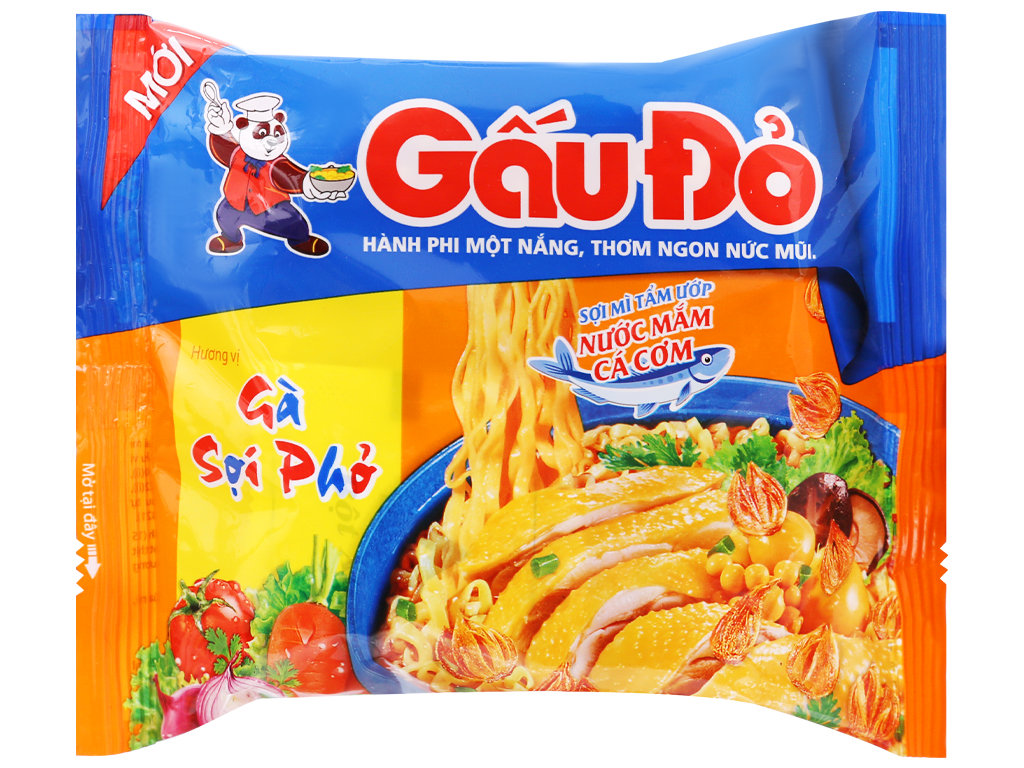 MỚI
Gấu Đỏ
HÀNH PHI MỘT NẮNG, THƠM NGON NỨC MŨI.
SỢI MÌ TẨM ƯỚP
NƯỚC MẮM
CÁ CƠM
Hương vị
Gà
Sợi Phở
Mở tại đây